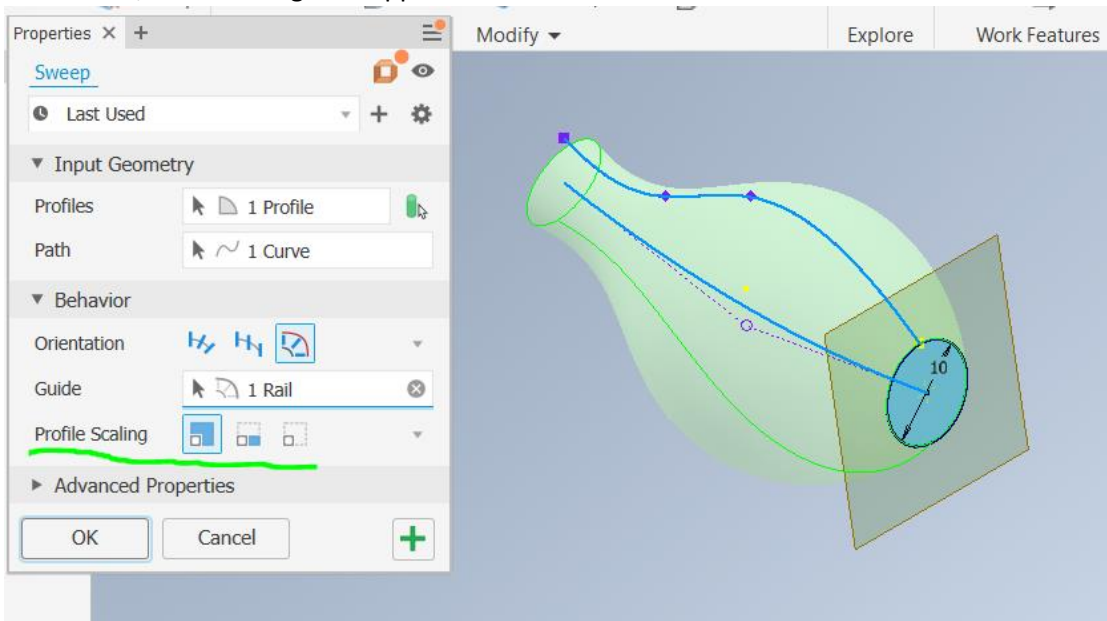 Properties × +
Modify
Explore
Work Features
Sweep
Last Used
Input Geometry
Profiles
1 Profile
Path
1 Curve
Behavior
Orientation
Guide
1 Rail
Profile Scaling
Advanced Properties
OK
Cancel
10